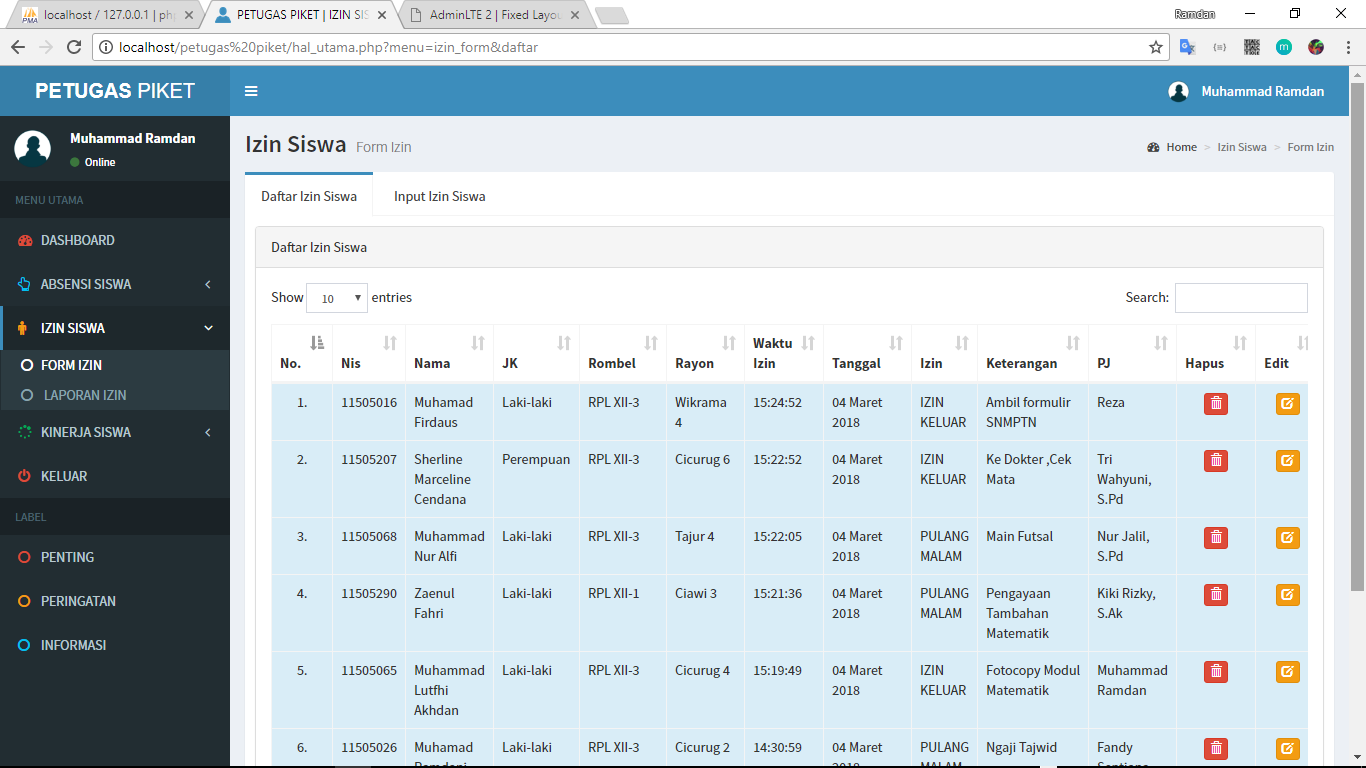 localhost / 127.0.0.1 | ph
PETUGAS PIKET | IZIN SIS
AdminLTE 2 | Fixed Layou
Ramdan
localhost/petugas%20piket/hal_utama.php?menu=izin_form&daftar
PETUGAS PIKET
Muhammad Ramdan
Muhammad Ramdan
Online
MENU UTAMA
DASHBOARD
ABSENSI SISWA
IZIN SISWA
FORM IZIN
LAPORAN IZIN
KINERJA SISWA
KELUAR
LABEL
PENTING
PERINGATAN
INFORMASI
Izin Siswa Form Izin
Home > Izin Siswa > Form Izin
Daftar Izin Siswa Input Izin Siswa
Daftar Izin Siswa
Show 10 entries Search:
No. Nis Nama JK Rombel Rayon Waktu Izin Tanggal Izin Keterangan PJ Hapus Edit
1. 11505016 Muhamad Firdaus Laki-laki RPL XII-3 Wikrama 4 15:24:52 04 Maret 2018 IZIN KELUAR Ambil formulir SNMPTN Reza
2. 11505207 Sherline Marceline Cendana Perempuan RPL XII-3 Cicurug 6 15:22:52 04 Maret 2018 IZIN KELUAR Ke Dokter ,Cek Mata Tri Wahyuni, S.Pd
3. 11505068 Muhammad Nur Alfi Laki-laki RPL XII-3 Tajur 4 15:22:05 04 Maret 2018 PULANG MALAM Main Futsal Nur Jalil, S.Pd
4. 11505290 Zaenul Fahri Laki-laki RPL XII-1 Ciawi 3 15:21:36 04 Maret 2018 PULANG MALAM Pengayaan Tambahan Matematik Kiki Rizky, S.Ak
5. 11505065 Muhammad Lutfhi Akhdan Laki-laki RPL XII-3 Cicurug 4 15:19:49 04 Maret 2018 IZIN KELUAR Fotocopy Modul Matematik Muhammad Ramdan
6. 11505026 Muhamad Laki-laki RPL XII-3 Cicurug 2 14:30:59 04 Maret 2018 PULANG MALAM Ngaji Tajwid Fandy